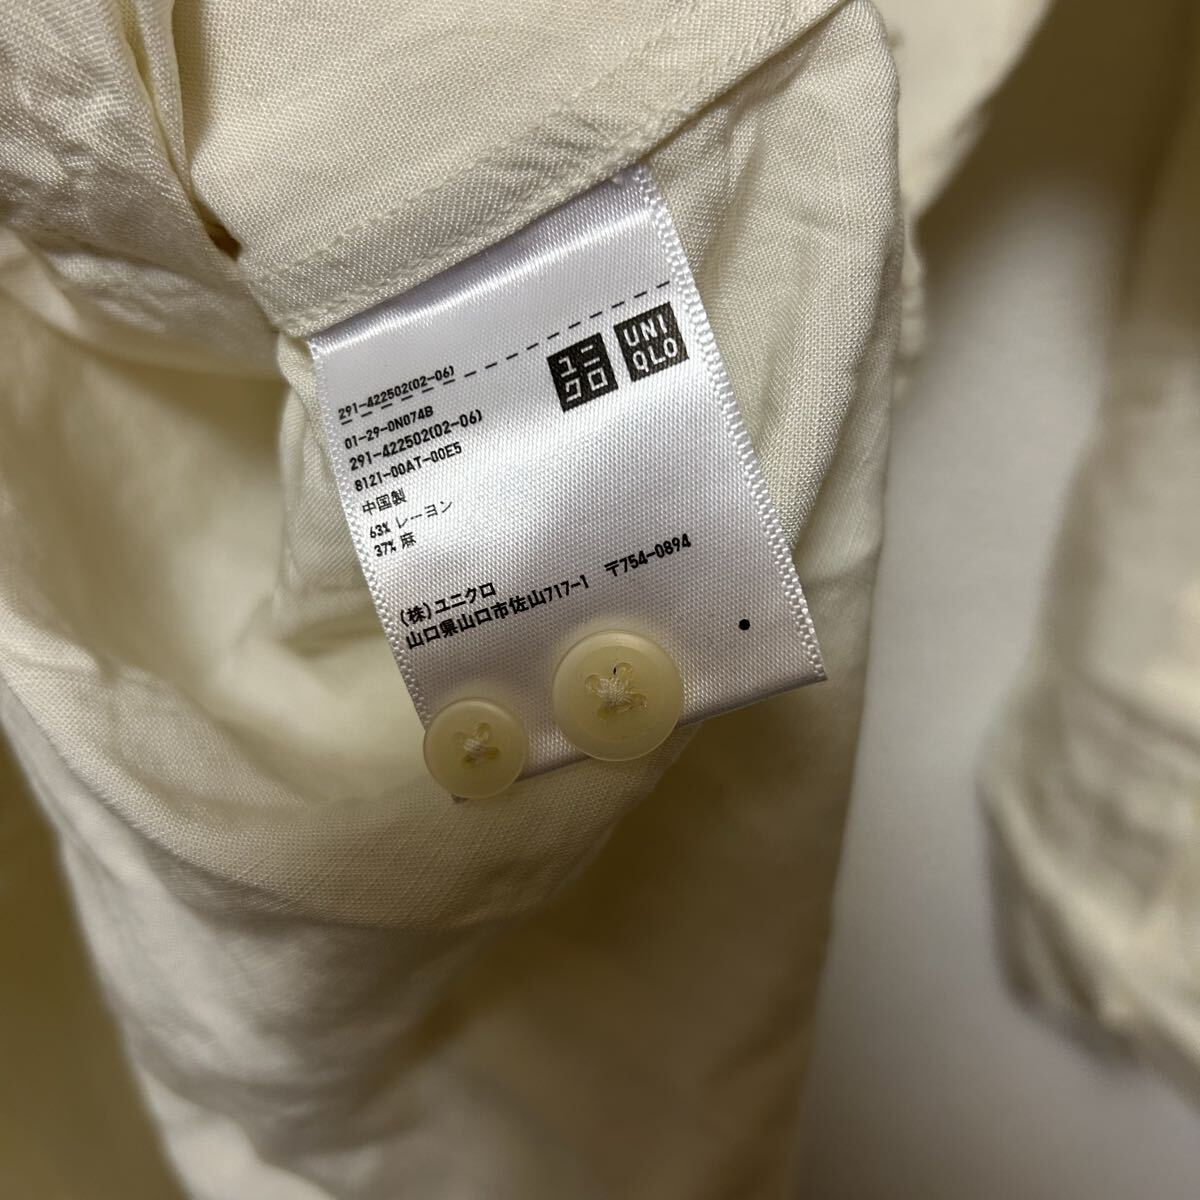 291-422502(02-06)
ユニ
クロ
UNI
QLO
01-29-0N074B
291-422502(02-06)
8121-00AT-00E5
中国製
63% レーヨン
37% 麻
(株)ユニクロ
山口県山口市佐山717-1 〒754-0894